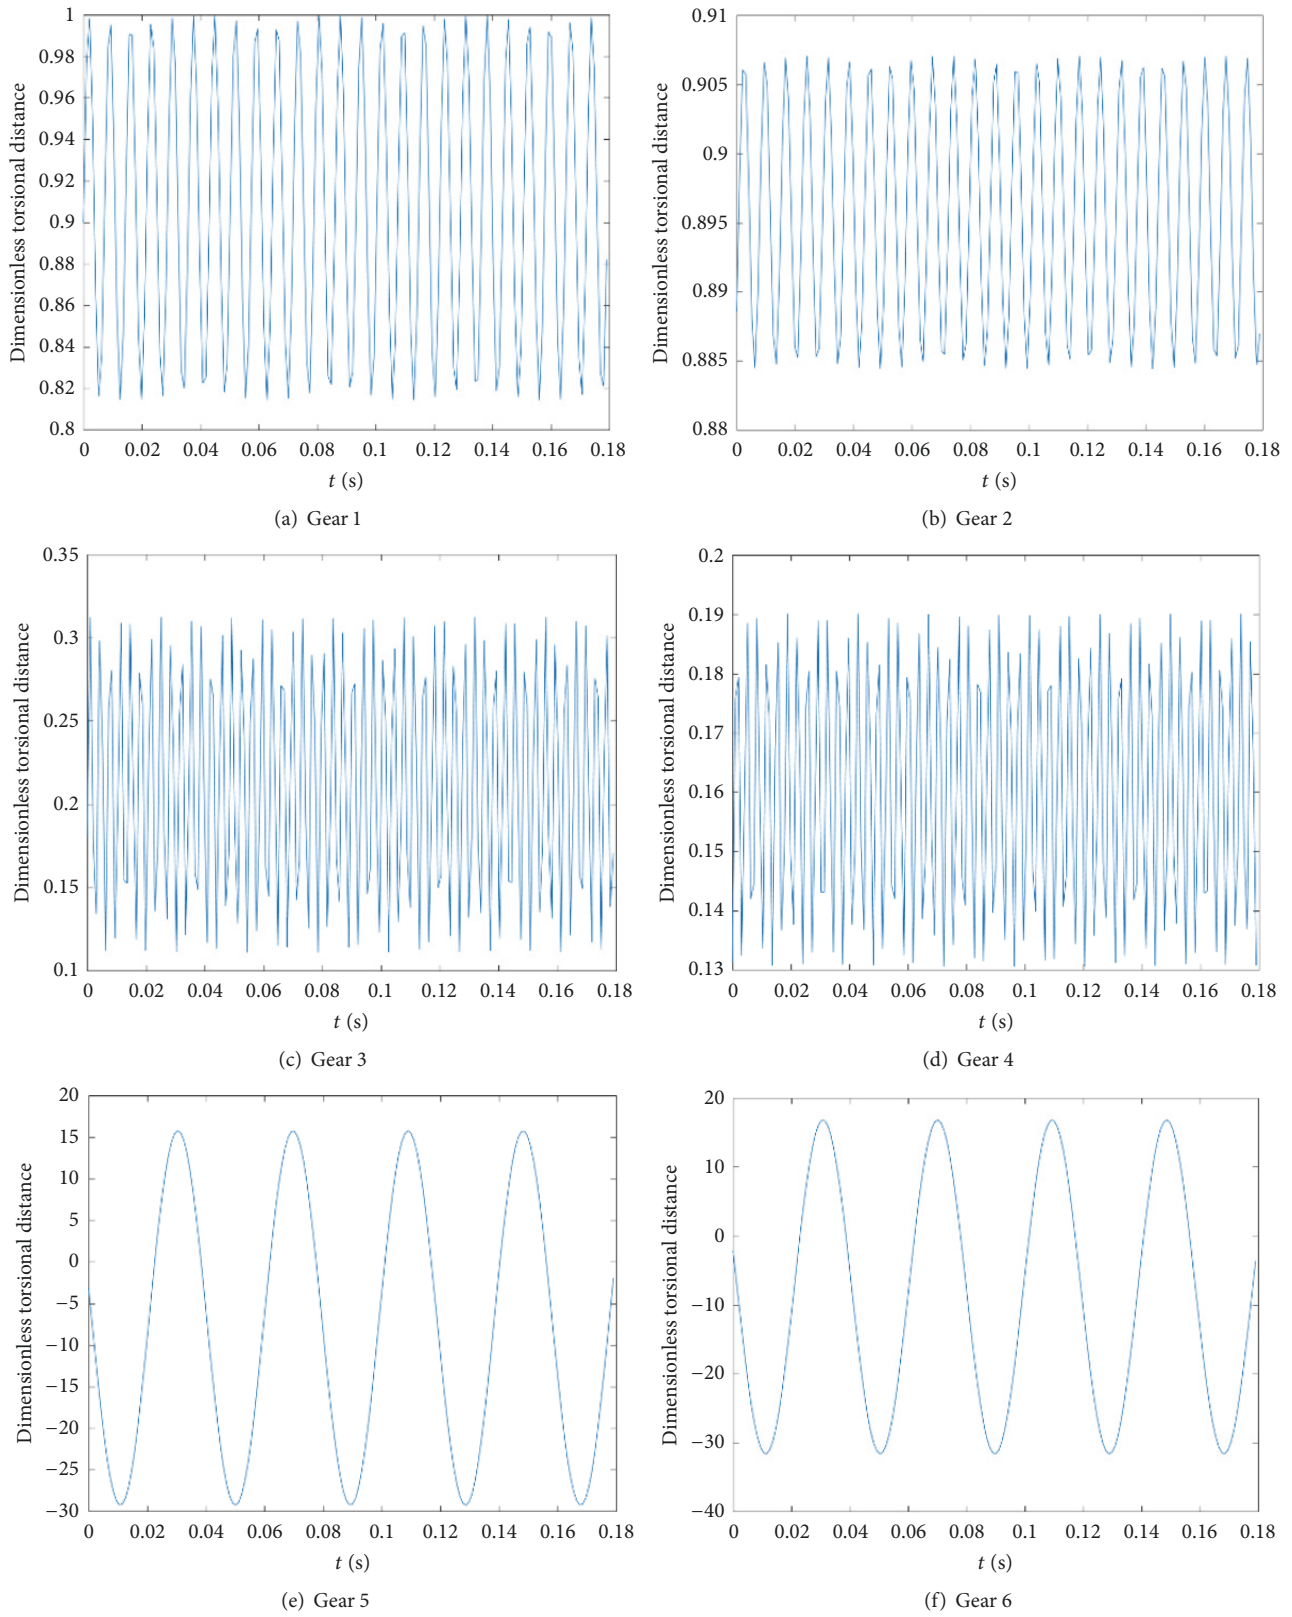 Dimensionless torsional distance
1
0.98
0.96
0.94
0.92
0.9
0.88
0.86
0.84
0.82
0.8
0 0.02 0.04 0.06 0.08 0.1 0.12 0.14 0.16 0.18
t (s)
(a) Gear 1
Dimensionless torsional distance
0.91
0.905
0.9
0.895
0.89
0.885
0.88
0 0.02 0.04 0.06 0.08 0.1 0.12 0.14 0.16 0.18
t (s)
(b) Gear 2
Dimensionless torsional distance
0.35
0.3
0.25
0.2
0.15
0.1
0 0.02 0.04 0.06 0.08 0.1 0.12 0.14 0.16 0.18
t (s)
(c) Gear 3
Dimensionless torsional distance
0.2
0.19
0.18
0.17
0.16
0.15
0.14
0.13
0 0.02 0.04 0.06 0.08 0.1 0.12 0.14 0.16 0.18
t (s)
(d) Gear 4
Dimensionless torsional distance
20
15
10
5
0
−5
−10
−15
−20
−25
−30
0 0.02 0.04 0.06 0.08 0.1 0.12 0.14 0.16 0.18
t (s)
(e) Gear 5
Dimensionless torsional distance
20
10
0
−10
−20
−30
−40
0 0.02 0.04 0.06 0.08 0.1 0.12 0.14 0.16 0.18
t (s)
(f) Gear 6